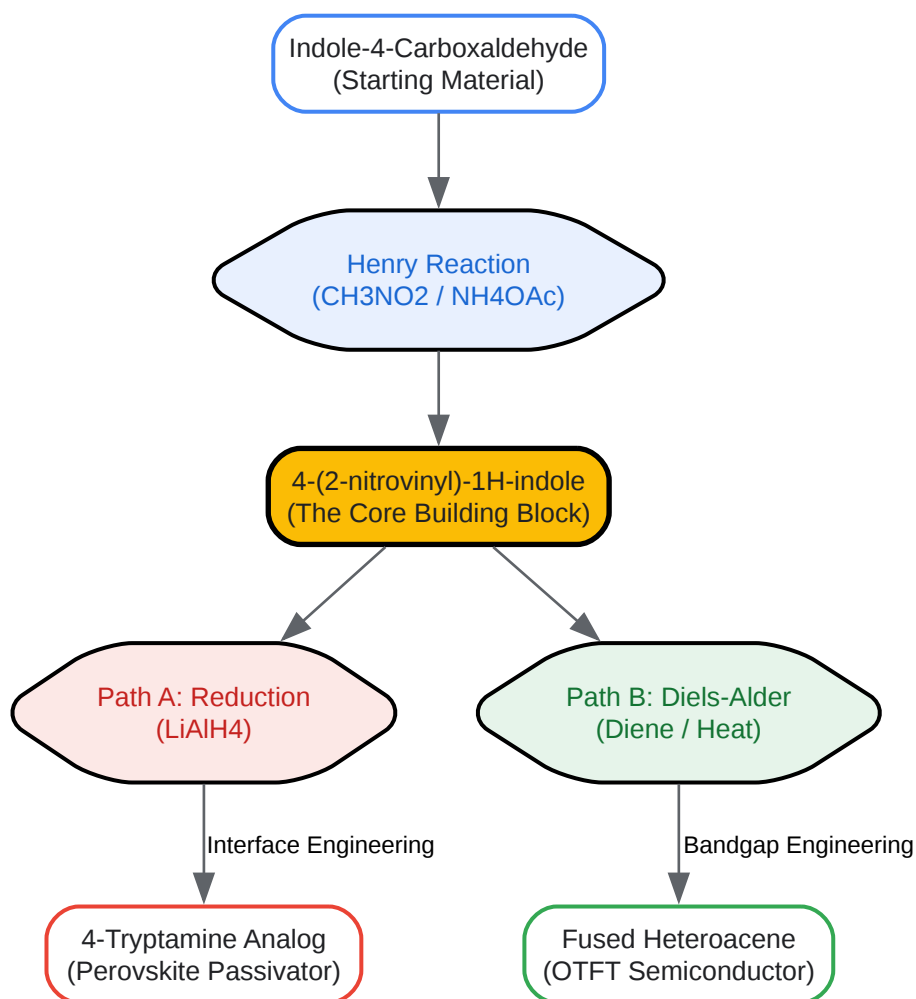 Indole-4-Carboxaldehyde
(Starting Material)
Henry Reaction
(CH3NO2 / NH4OAc)
4-(2-nitrovinyl)-1H-indole
(The Core Building Block)
Path A: Reduction
(LiAlH4)
Path B: Diels-Alder
(Diene / Heat)
Interface Engineering
Bandgap Engineering
4-Tryptamine Analog
(Perovskite Passivator)
Fused Heteroacene
(OTFT Semiconductor)